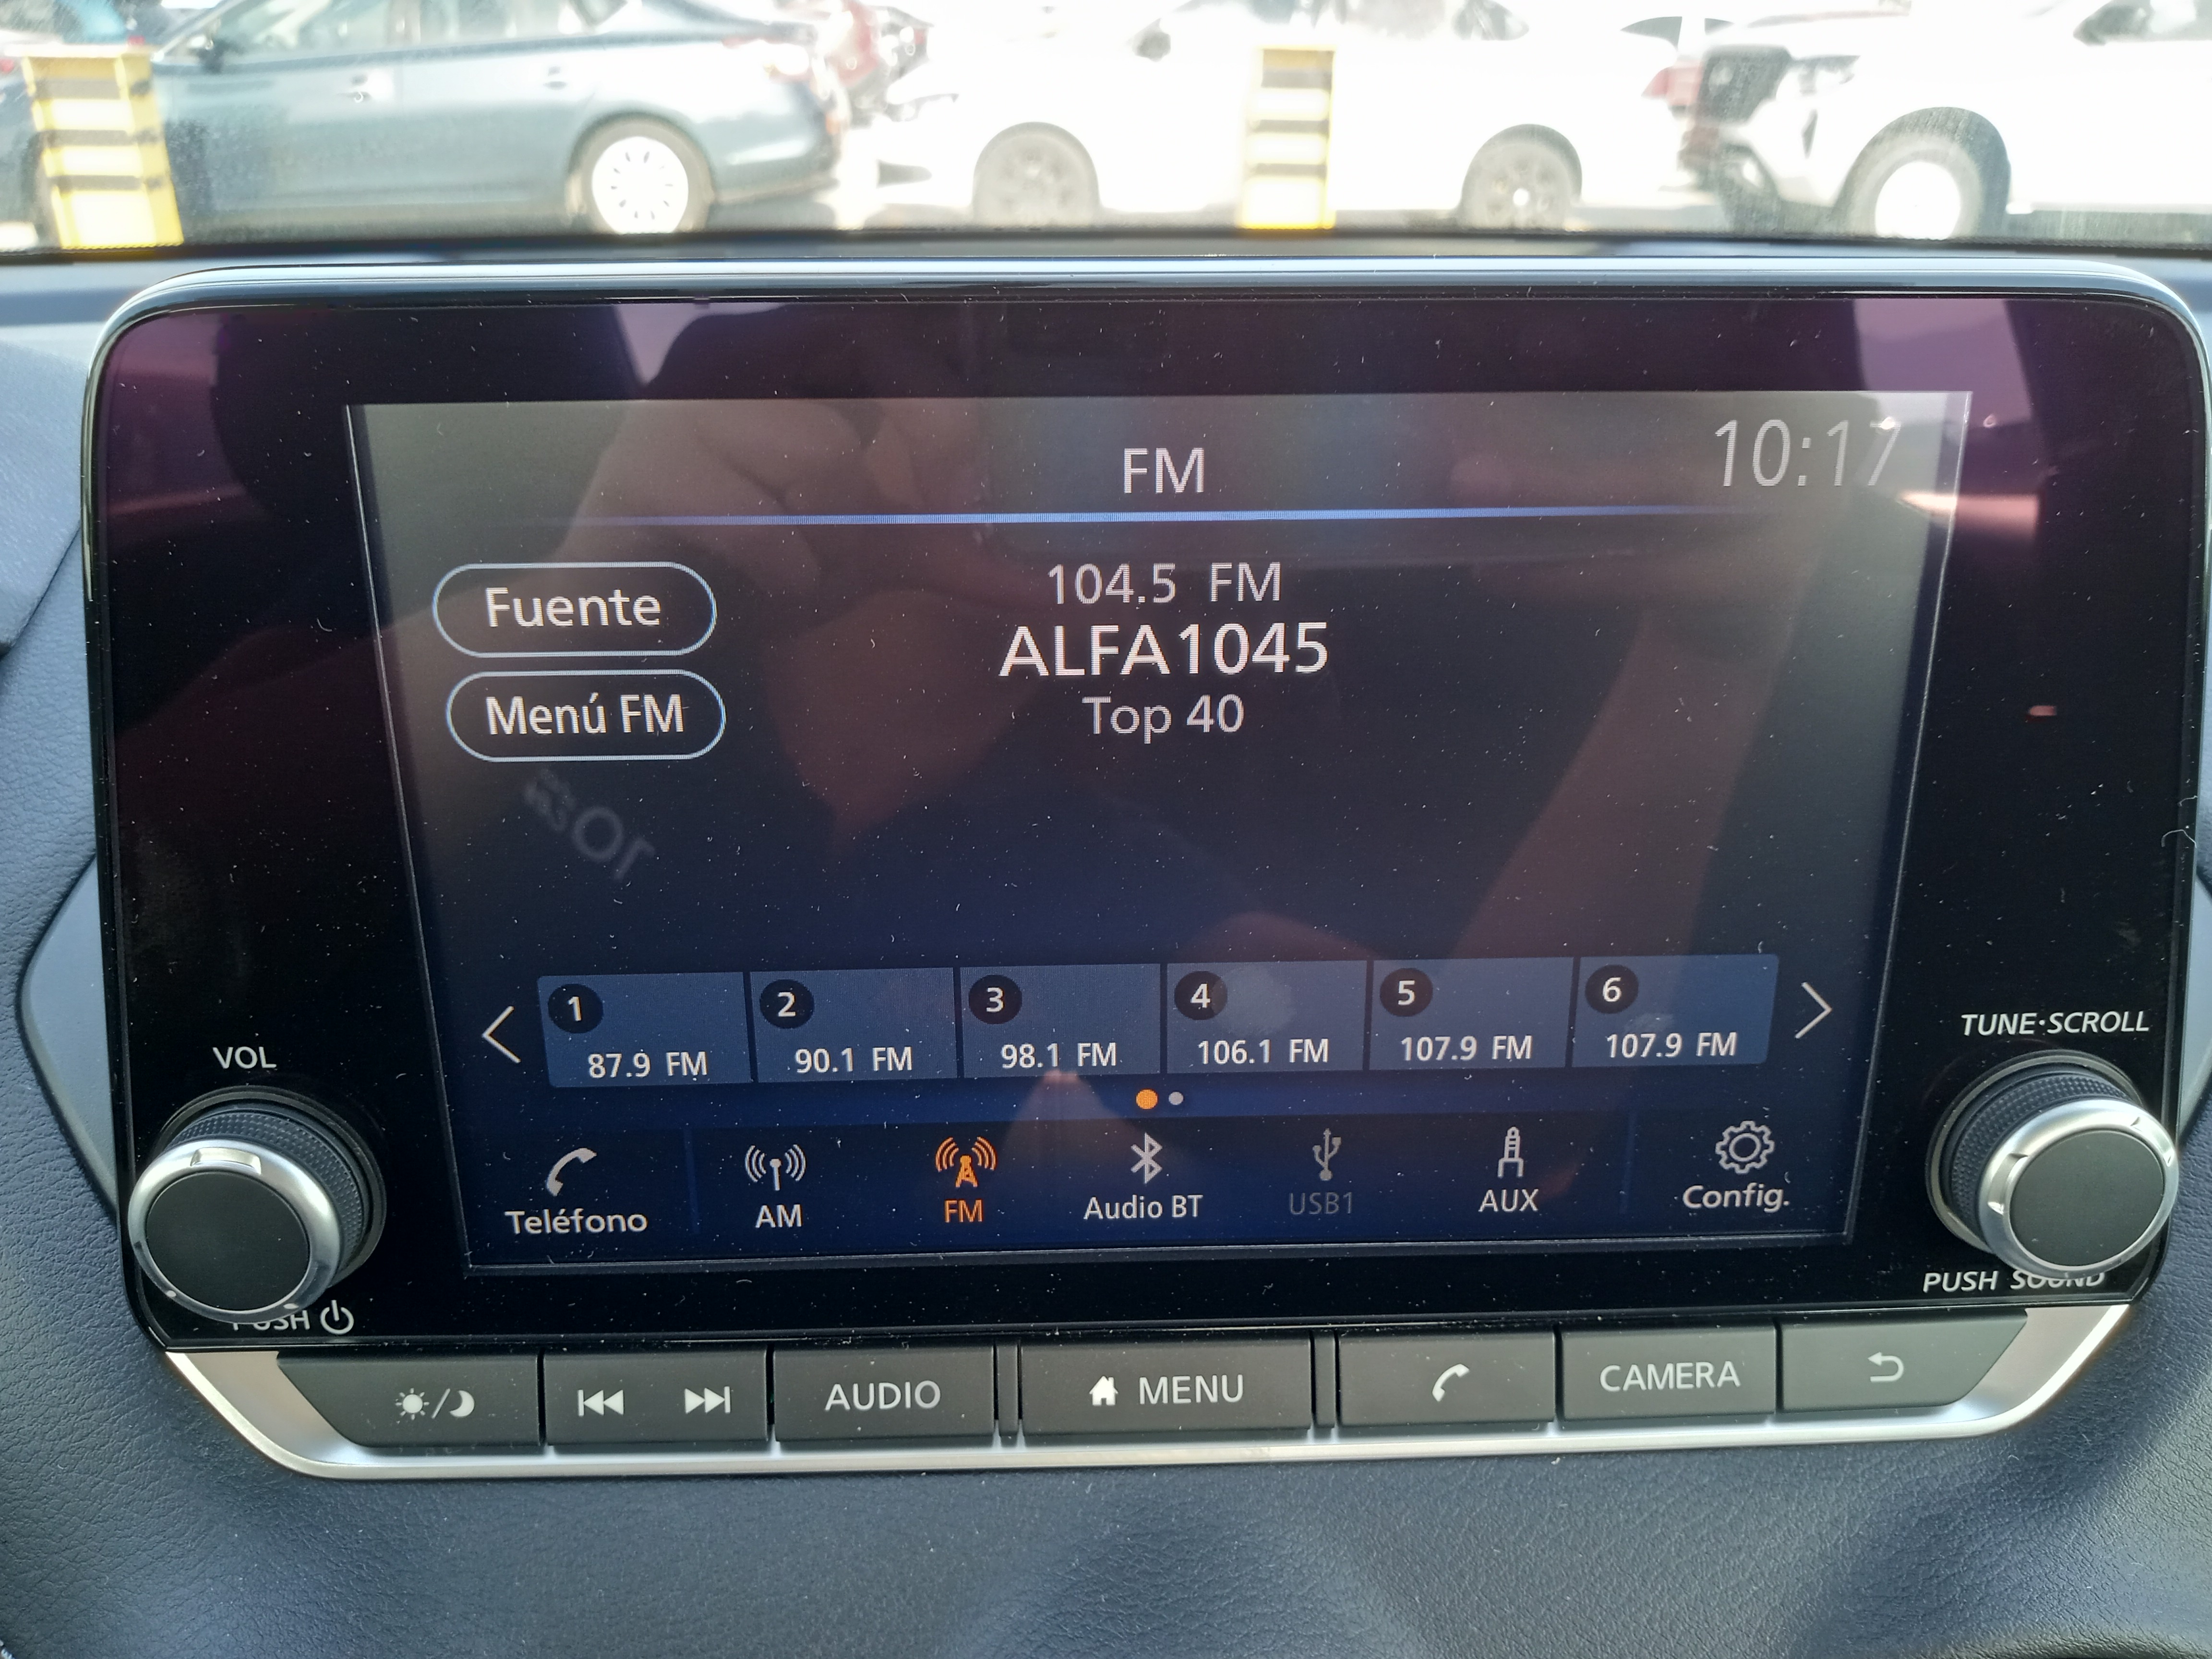 FM
10:17
Fuente
104.5 FM
ALFA1045
Menú FM
Top 40
1
2
3
4
5
6
87.9 FM
90.1 FM
98.1 FM
106.1 FM
107.9 FM
107.9 FM
Teléfono
AM
FM
Audio BT
USB1
AUX
Config.
VOL
PUSH
TUNE·SCROLL
PUSH SOUND
AUDIO
MENU
CAMERA